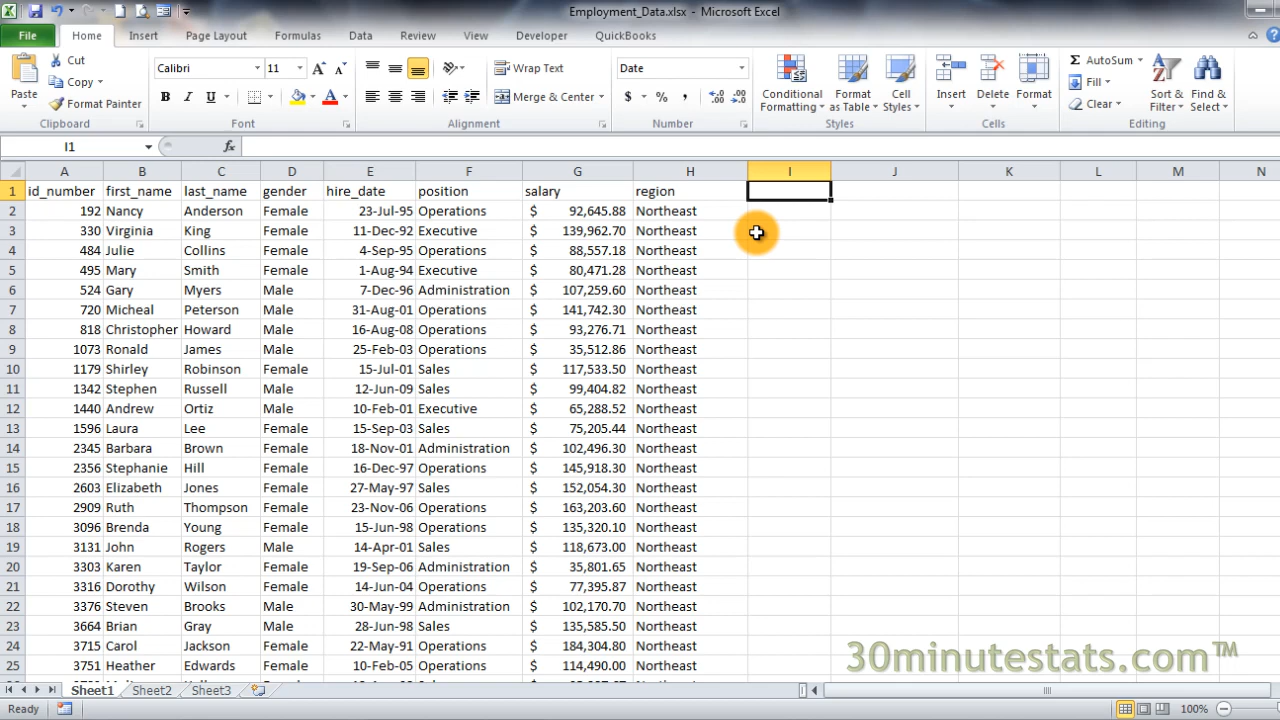 Employment_Data.xlsx - Microsoft Excel
File Home Insert Page Layout Formulas Data Review View Developer QuickBooks
Paste Cut Copy Format Painter Clipboard
Calibri 11 B I U A Font
Wrap Text Merge & Center Alignment
Date $ % , Number
Conditional Formatting Format as Table Cell Styles Styles
Insert Delete Format Cells
AutoSum Fill Clear Sort & Filter Find & Select Editing
I1 fx
A B C D E F G H I J K L M N
1 id_number first_name last_name gender hire_date position salary region
2 192 Nancy Anderson Female 23-Jul-95 Operations $ 92,645.88 Northeast
3 330 Virginia King Female 11-Dec-92 Executive $ 139,962.70 Northeast
4 484 Julie Collins Female 4-Sep-95 Operations $ 88,557.18 Northeast
5 495 Mary Smith Female 1-Aug-94 Executive $ 80,471.28 Northeast
6 524 Gary Myers Male 7-Dec-96 Administration $ 107,259.60 Northeast
7 720 Micheal Peterson Male 31-Aug-01 Operations $ 141,742.30 Northeast
8 818 Christopher Howard Male 16-Aug-08 Operations $ 93,276.71 Northeast
9 1073 Ronald James Male 25-Feb-03 Operations $ 35,512.86 Northeast
10 1179 Shirley Robinson Female 15-Jul-01 Sales $ 117,533.50 Northeast
11 1342 Stephen Russell Male 12-Jun-09 Sales $ 99,404.82 Northeast
12 1440 Andrew Ortiz Male 10-Feb-01 Executive $ 65,288.52 Northeast
13 1596 Laura Lee Female 15-Sep-03 Sales $ 75,205.44 Northeast
14 2345 Barbara Brown Female 18-Nov-01 Administration $ 102,496.30 Northeast
15 2356 Stephanie Hill Female 16-Dec-97 Operations $ 145,918.30 Northeast
16 2603 Elizabeth Jones Female 27-May-97 Sales $ 152,054.30 Northeast
17 2909 Ruth Thompson Female 23-Nov-06 Operations $ 163,203.60 Northeast
18 3096 Brenda Young Female 15-Jun-98 Operations $ 135,320.10 Northeast
19 3131 John Rogers Male 14-Apr-01 Sales $ 118,673.00 Northeast
20 3303 Karen Taylor Female 19-Sep-06 Administration $ 35,801.65 Northeast
21 3316 Dorothy Wilson Female 14-Jun-04 Operations $ 77,395.87 Northeast
22 3376 Steven Brooks Male 30-May-99 Administration $ 102,170.70 Northeast
23 3664 Brian Gray Male 28-Jun-98 Sales $ 135,585.50 Northeast
24 3715 Carol Jackson Female 22-May-91 Operations $ 184,304.80 Northeast
25 3751 Heather Edwards Female 10-Feb-05 Operations $ 114,490.00 Northeast
30minutestats.com™
Sheet1 Sheet2 Sheet3
Ready 100%